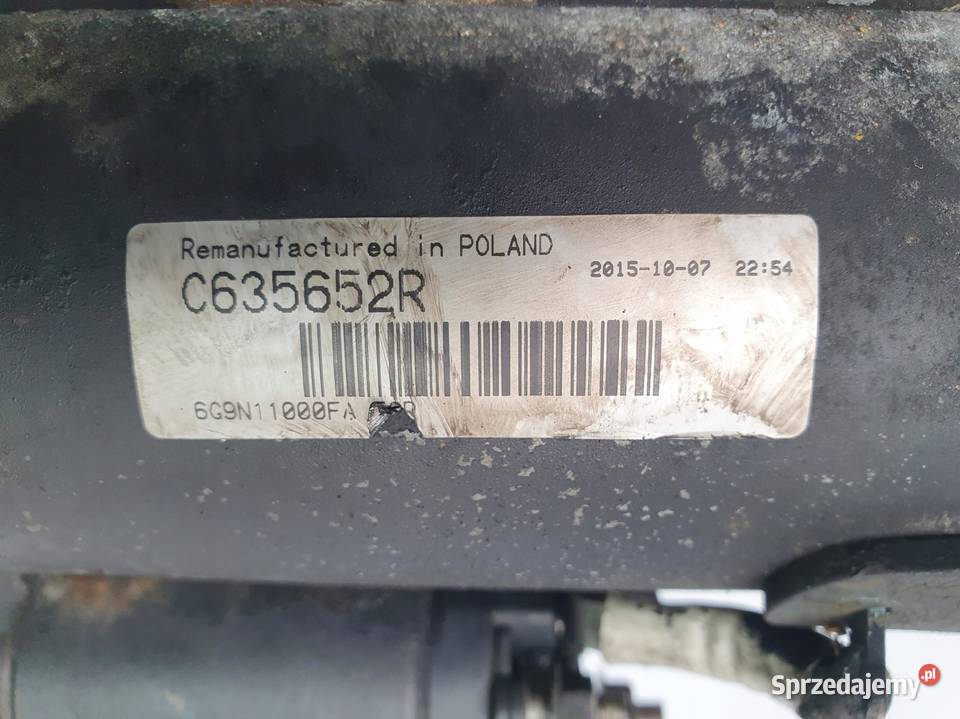 Remanufactured in POLAND
2015-10-07 22:54
C635652R
6G9N11000FA
Sprzedajemy.pl